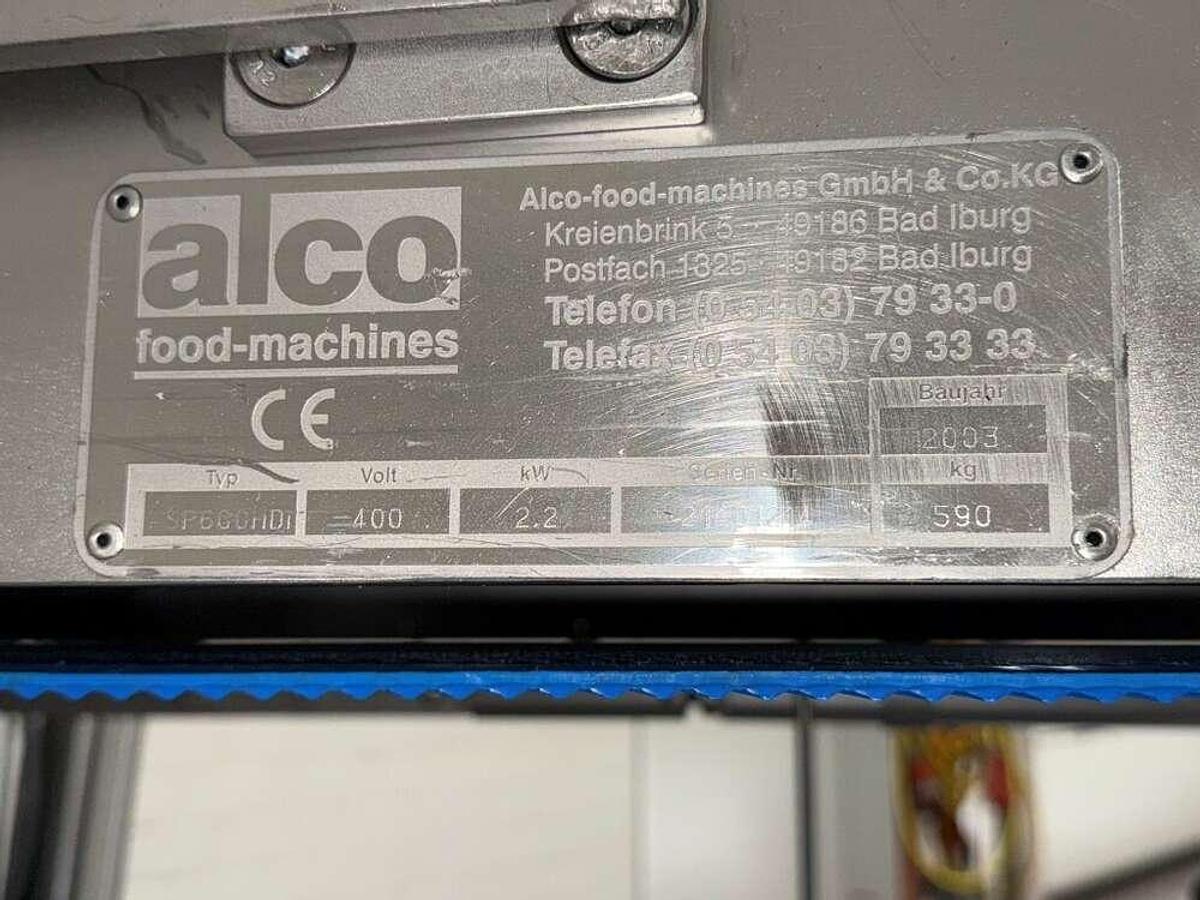 alco
food-machines
Alco-food-machines GmbH & Co.KG
Kreienbrink 5 - 49186 Bad Iburg
Postfach 1325 - 49182 Bad Iburg
Telefon (0 54 03) 79 33-0
Telefax (0 54 03) 79 33 33
CE
Baujahr
2003
Typ Volt kW Serien-Nr. kg
400 2.2 590